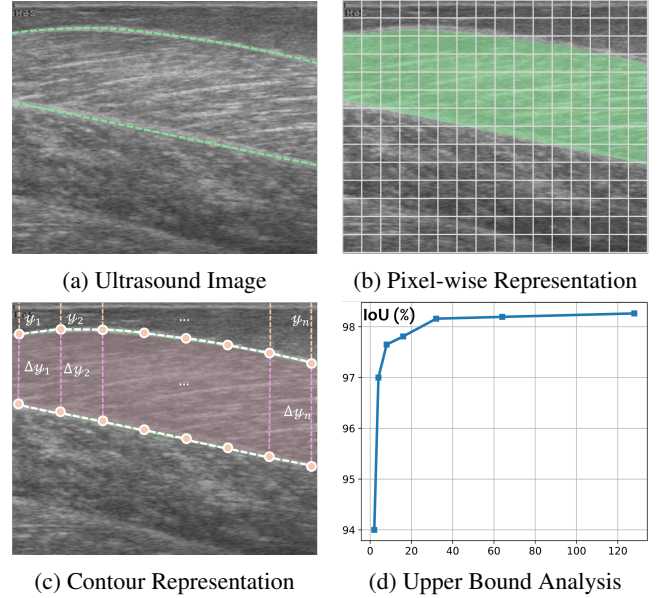 (a) Ultrasound Image
(b) Pixel-wise Representation
y₁ y₂ ... yₙ
Δy₁ Δy₂ ... Δyₙ
(c) Contour Representation
IoU (%)
98
97
96
95
94
0 20 40 60 80 100 120
(d) Upper Bound Analysis